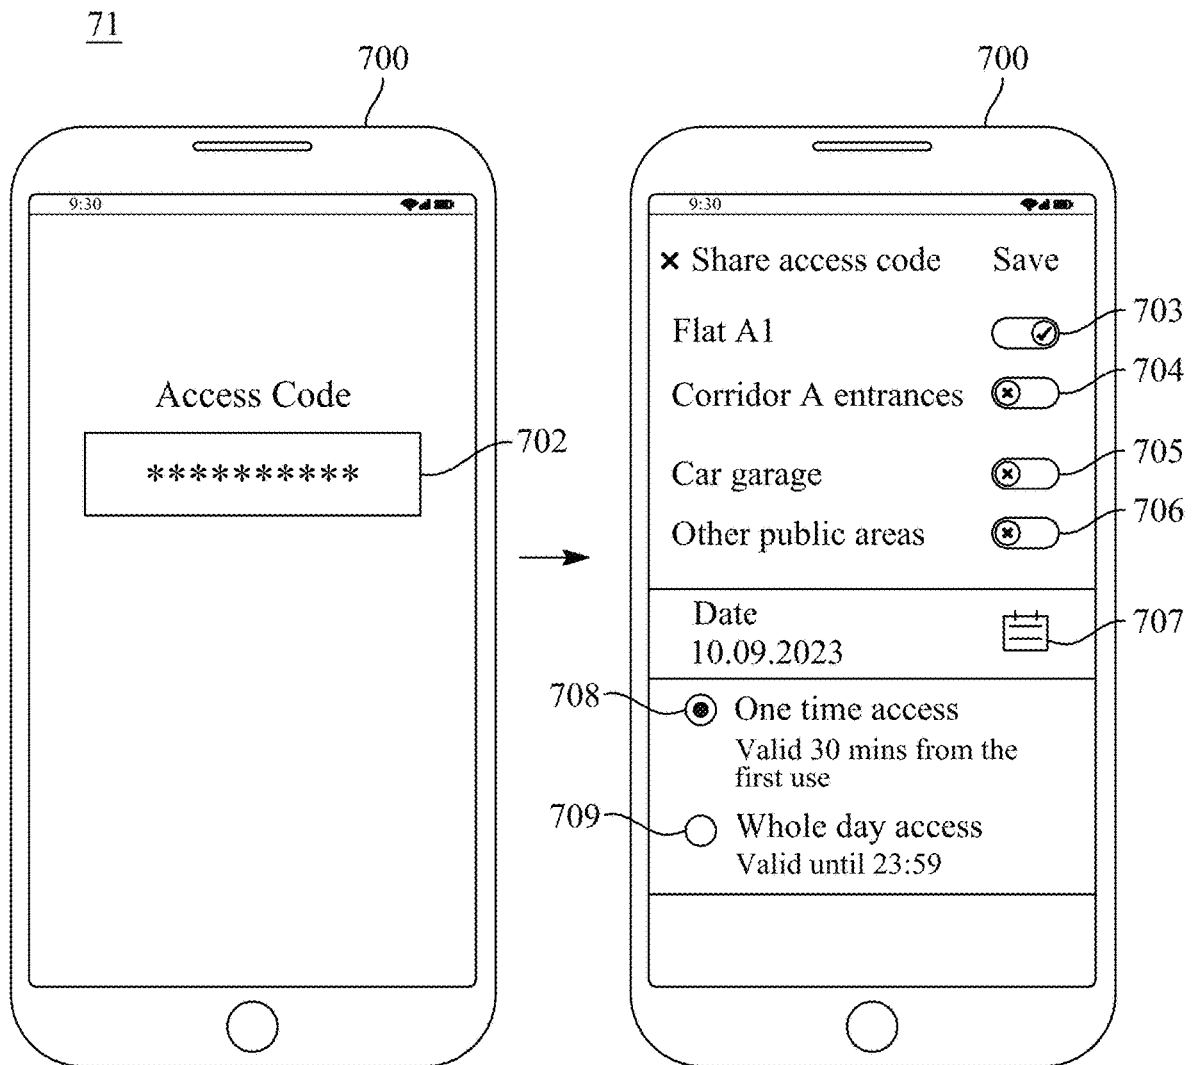 71
700
9:30
Access Code
**********
702
700
9:30
× Share access code Save
Flat A1
703
Corridor A entrances
704
Car garage
705
Other public areas
706
Date
10.09.2023
707
708
One time access
Valid 30 mins from the
first use
709
Whole day access
Valid until 23:59